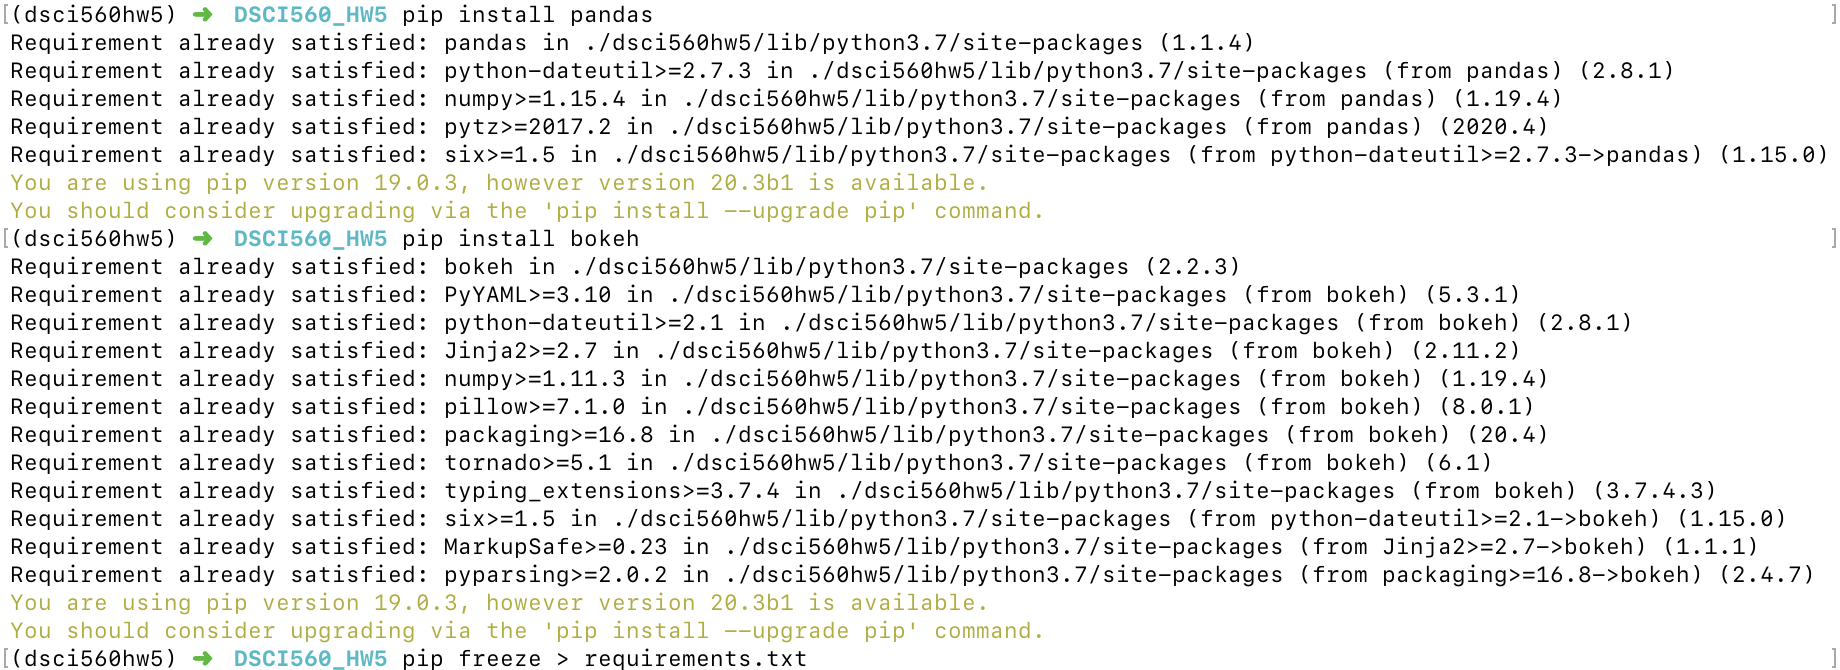 [(dsci560hw5) ➜  DSCI560_HW5 pip install pandas ]
Requirement already satisfied: pandas in ./dsci560hw5/lib/python3.7/site-packages (1.1.4)
Requirement already satisfied: python-dateutil>=2.7.3 in ./dsci560hw5/lib/python3.7/site-packages (from pandas) (2.8.1)
Requirement already satisfied: numpy>=1.15.4 in ./dsci560hw5/lib/python3.7/site-packages (from pandas) (1.19.4)
Requirement already satisfied: pytz>=2017.2 in ./dsci560hw5/lib/python3.7/site-packages (from pandas) (2020.4)
Requirement already satisfied: six>=1.5 in ./dsci560hw5/lib/python3.7/site-packages (from python-dateutil>=2.7.3->pandas) (1.15.0)
You are using pip version 19.0.3, however version 20.3b1 is available.
You should consider upgrading via the 'pip install --upgrade pip' command.
[(dsci560hw5) ➜  DSCI560_HW5 pip install bokeh ]
Requirement already satisfied: bokeh in ./dsci560hw5/lib/python3.7/site-packages (2.2.3)
Requirement already satisfied: PyYAML>=3.10 in ./dsci560hw5/lib/python3.7/site-packages (from bokeh) (5.3.1)
Requirement already satisfied: python-dateutil>=2.1 in ./dsci560hw5/lib/python3.7/site-packages (from bokeh) (2.8.1)
Requirement already satisfied: Jinja2>=2.7 in ./dsci560hw5/lib/python3.7/site-packages (from bokeh) (2.11.2)
Requirement already satisfied: numpy>=1.11.3 in ./dsci560hw5/lib/python3.7/site-packages (from bokeh) (1.19.4)
Requirement already satisfied: pillow>=7.1.0 in ./dsci560hw5/lib/python3.7/site-packages (from bokeh) (8.0.1)
Requirement already satisfied: packaging>=16.8 in ./dsci560hw5/lib/python3.7/site-packages (from bokeh) (20.4)
Requirement already satisfied: tornado>=5.1 in ./dsci560hw5/lib/python3.7/site-packages (from bokeh) (6.1)
Requirement already satisfied: typing_extensions>=3.7.4 in ./dsci560hw5/lib/python3.7/site-packages (from bokeh) (3.7.4.3)
Requirement already satisfied: six>=1.5 in ./dsci560hw5/lib/python3.7/site-packages (from python-dateutil>=2.1->bokeh) (1.15.0)
Requirement already satisfied: MarkupSafe>=0.23 in ./dsci560hw5/lib/python3.7/site-packages (from Jinja2>=2.7->bokeh) (1.1.1)
Requirement already satisfied: pyparsing>=2.0.2 in ./dsci560hw5/lib/python3.7/site-packages (from packaging>=16.8->bokeh) (2.4.7)
You are using pip version 19.0.3, however version 20.3b1 is available.
You should consider upgrading via the 'pip install --upgrade pip' command.
[(dsci560hw5) ➜  DSCI560_HW5 pip freeze > requirements.txt ]